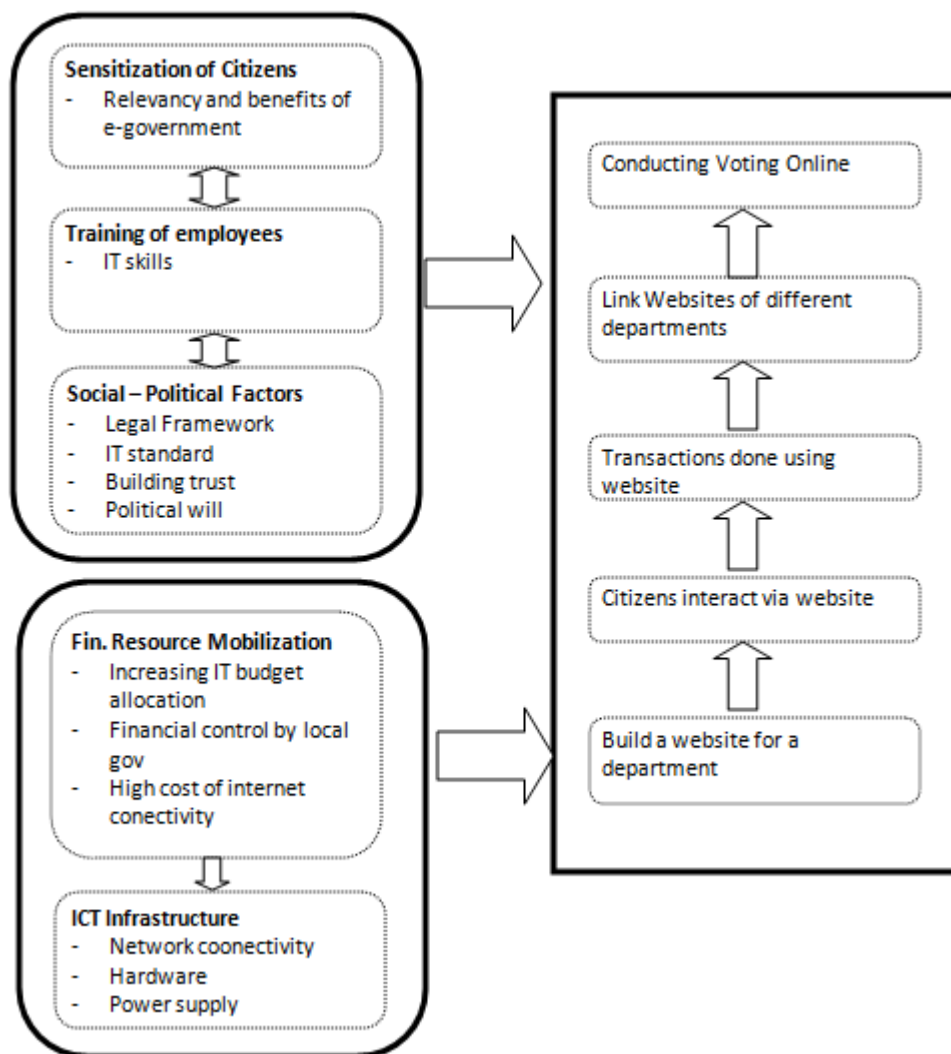 Sensitization of Citizens
- Relevancy and benefits of
e-government
Training of employees
- IT skills
Social – Political Factors
- Legal Framework
- IT standard
- Building trust
- Political will
Fin. Resource Mobilization
- Increasing IT budget
allocation
- Financial control by local
gov
- High cost of internet
conectivity
ICT Infrastructure
- Network coonectivity
- Hardware
- Power supply
Conducting Voting Online
Link Websites of different
departments
Transactions done using
website
Citizens interact via website
Build a website for a
department